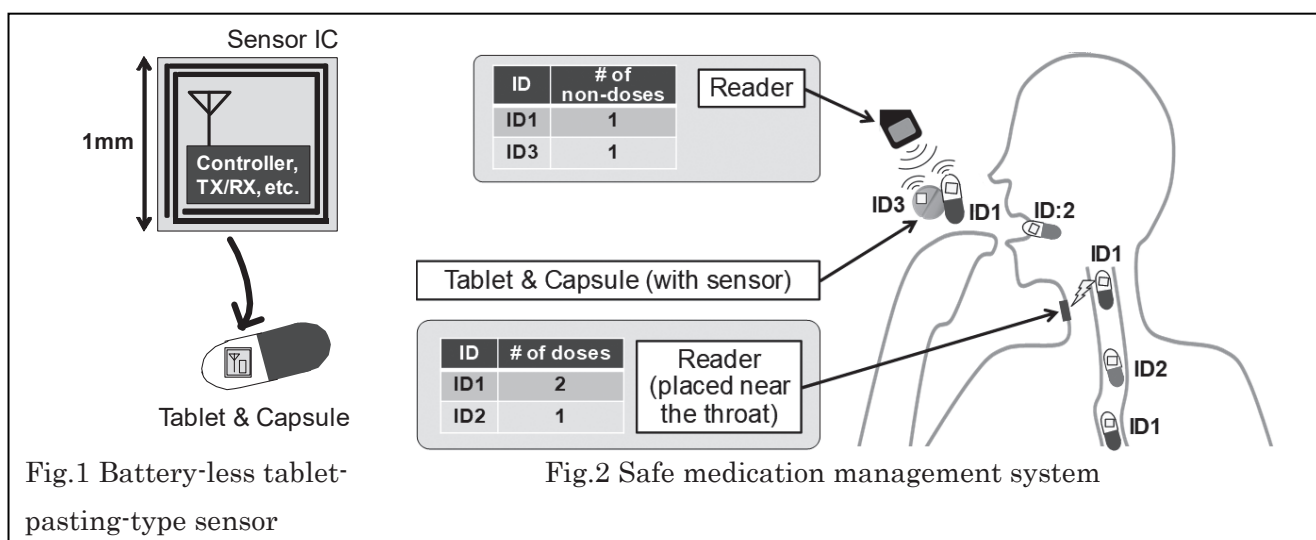 Sensor IC
1mm
Controller,
TX/RX, etc.
Tablet & Capsule
Fig.1 Battery-less tablet-
pasting-type sensor
ID # of non-doses
ID1 1
ID3 1
Reader
ID3
ID1
ID:2
Tablet & Capsule (with sensor)
ID1
ID # of doses
ID1 2
ID2 1
Reader
(placed near
the throat)
ID2
ID1
Fig.2 Safe medication management system